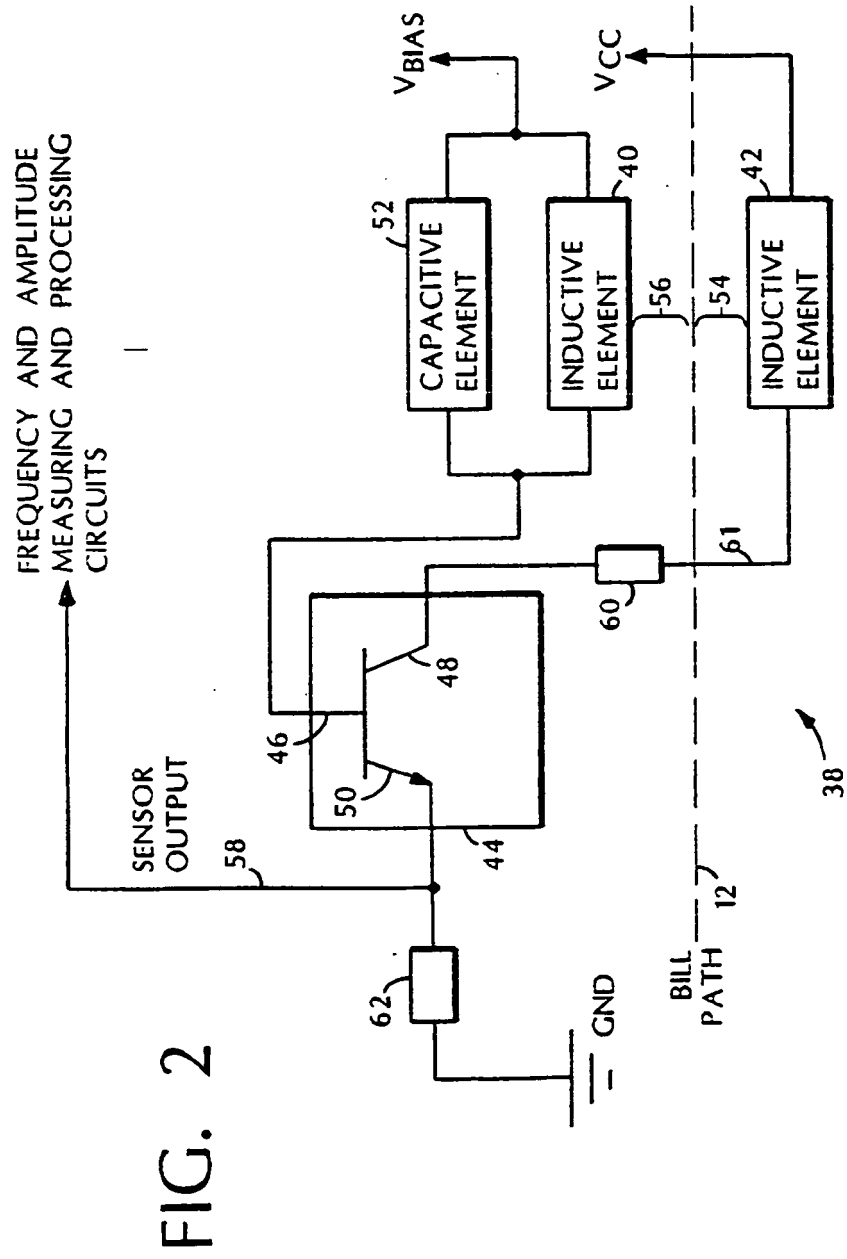 FIG. 2
FREQUENCY AND AMPLITUDE
MEASURING AND PROCESSING
CIRCUITS
SENSOR
OUTPUT
58
46
50
48
44
62
GND
52
CAPACITIVE
ELEMENT
VBIAS
40
INDUCTIVE
ELEMENT
56
54
VCC
42
INDUCTIVE
ELEMENT
60
61
BILL
PATH
12
38